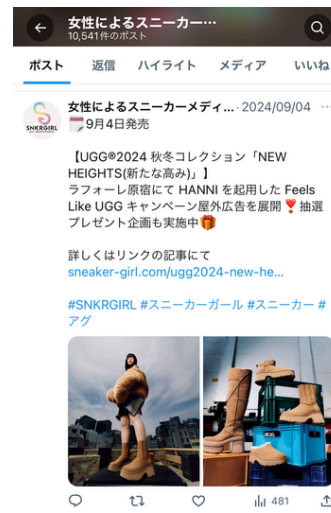 女性によるスニーカー…
10,541 件のポスト
ポスト 返信 ハイライト メディア いいね
女性によるスニーカーメディ... · 2024/09/04 …
🗓️9月4日発売
【UGG®2024 秋冬コレクション「NEW
HEIGHTS(新たな高み)」】
ラフォーレ原宿にて HANNI を起用した Feels
Like UGG キャンペーン屋外広告を展開❣️抽選
プレゼント企画も実施中🎁
詳しくはリンクの記事にて
sneaker-girl.com/ugg2024-new-he...
#SNKRGIRL #スニーカーガール #スニーカー #
アグ
SNKRGIRL
481